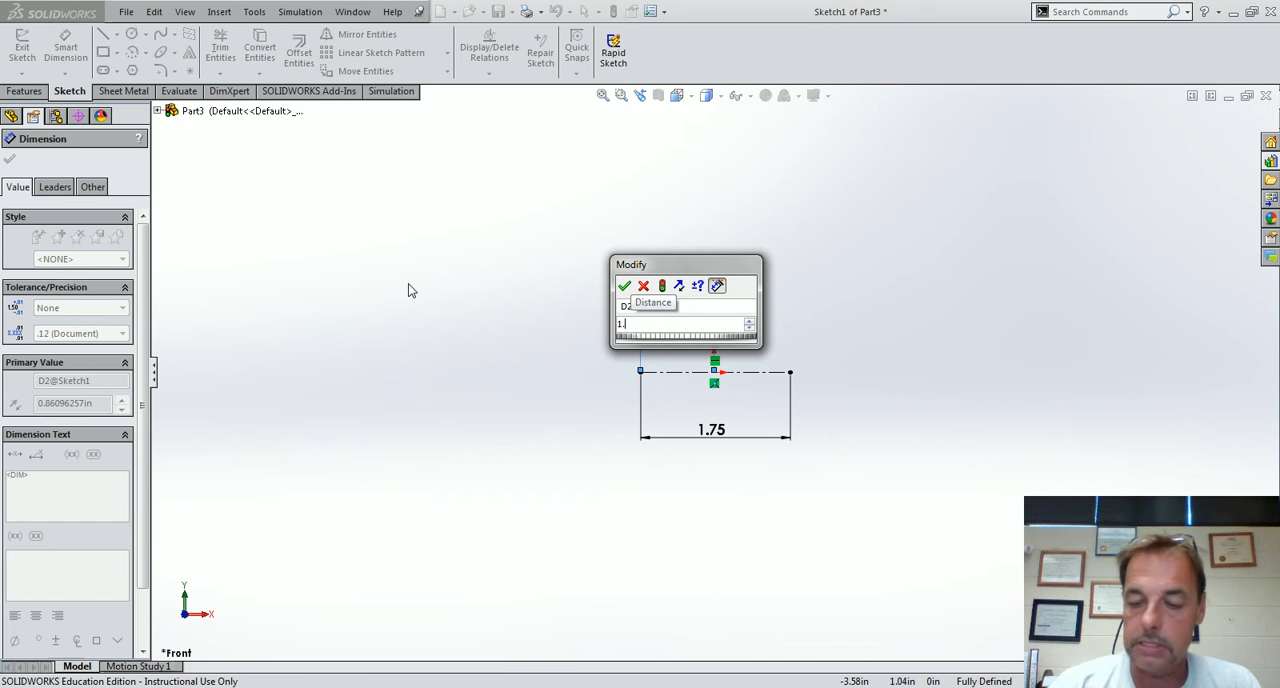 SOLIDWORKS File Edit View Insert Tools Simulation Window Help Sketch1 of Part3 * Search Commands
Exit Sketch
Smart Dimension
Trim Entities
Convert Entities
Offset Entities
Mirror Entities
Linear Sketch Pattern
Move Entities
Display/Delete Relations
Repair Sketch
Quick Snaps
Rapid Sketch
Features Sketch Sheet Metal Evaluate DimXpert SOLIDWORKS Add-Ins Simulation
Part3 (Default<<Default>_...
Dimension ?
Value Leaders Other
Style
<NONE>
Tolerance/Precision
None
.12 (Document)
Primary Value
D2@Sketch1
0.86096257in
Dimension Text
<DIM>
Modify
D2
Distance
1.
1.75
Y
X
*Front
Model Motion Study 1
SOLIDWORKS Education Edition - Instructional Use Only -3.58in 1.04in 0in Fully Defined